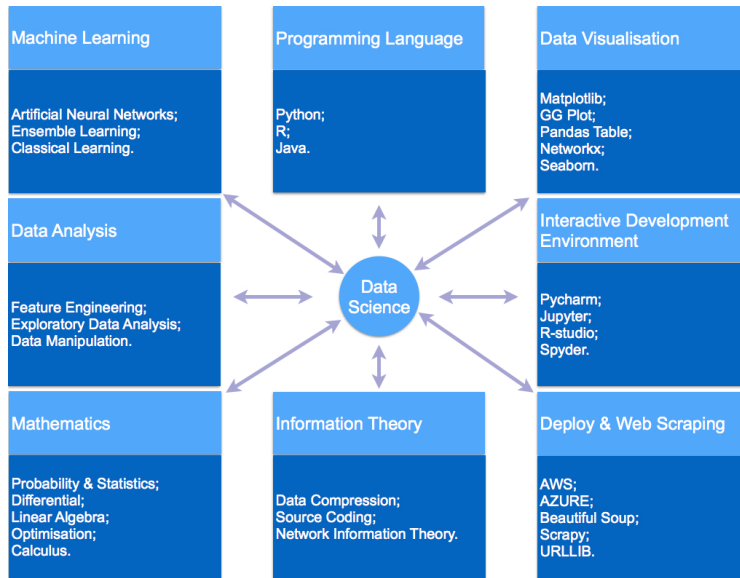 Machine Learning
Artificial Neural Networks;
Ensemble Learning;
Classical Learning.
Programming Language
Python;
R;
Java.
Data Visualisation
Matplotlib;
GG Plot;
Pandas Table;
Networkx;
Seaborn.
Data Analysis
Feature Engineering;
Exploratory Data Analysis;
Data Manipulation.
Data
Science
Interactive Development
Environment
Pycharm;
Jupyter;
R-studio;
Spyder.
Mathematics
Probability & Statistics;
Differential;
Linear Algebra;
Optimisation;
Calculus.
Information Theory
Data Compression;
Source Coding;
Network Information Theory.
Deploy & Web Scraping
AWS;
AZURE;
Beautiful Soup;
Scrapy;
URLLIB.